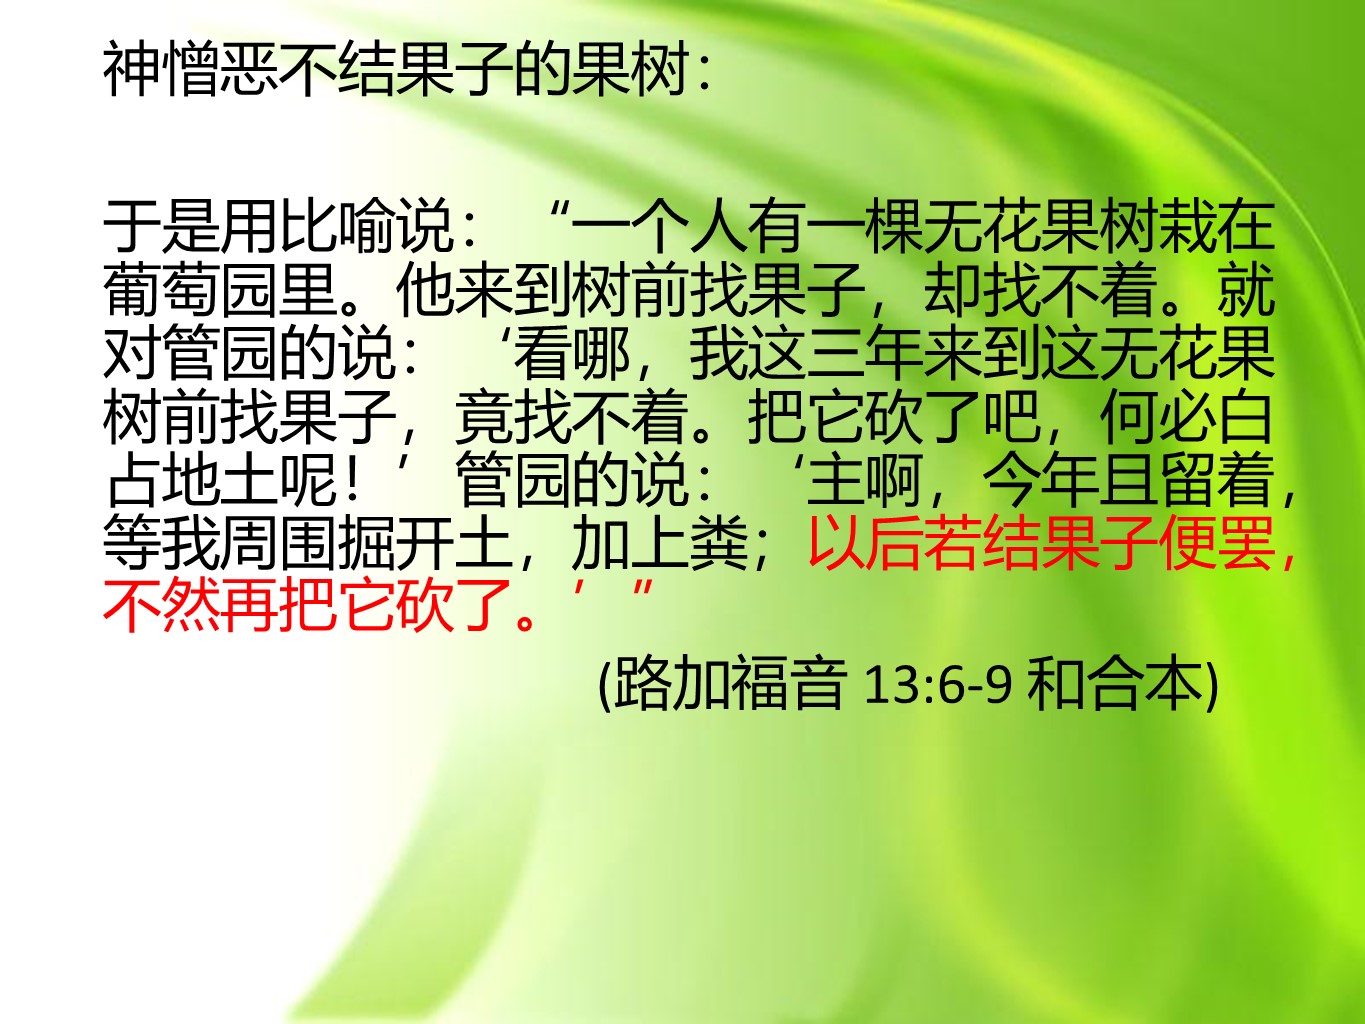 神憎恶不结果子的果树：
于是用比喻说：“一个人有一棵无花果树栽在
葡萄园里。他来到树前找果子，却找不着。就
对管园的说：‘看哪，我这三年来到这无花果
树前找果子，竟找不着。把它砍了吧，何必白
占地土呢！’管园的说：‘主啊，今年且留着，
等我周围掘开土，加上粪；以后若结果子便罢，
不然再把它砍了。’”
(路加福音 13:6-9 和合本)